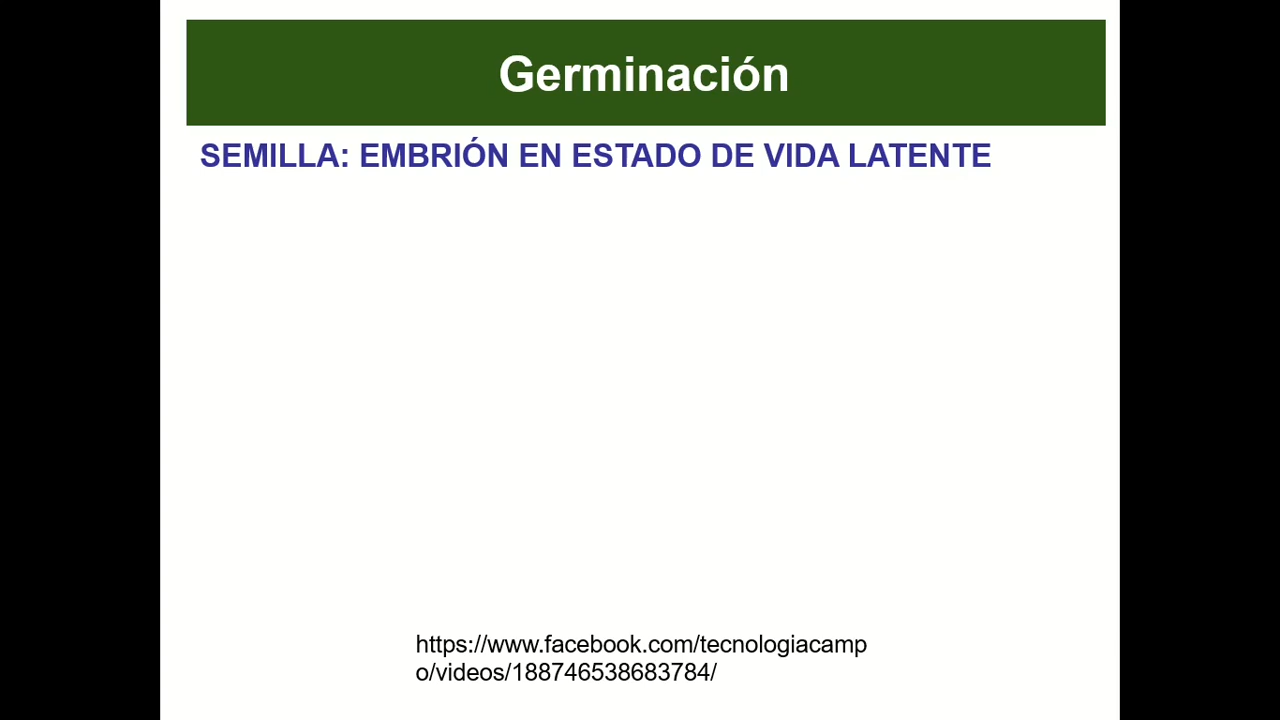 Germinación
SEMILLA: EMBRIÓN EN ESTADO DE VIDA LATENTE
https://www.facebook.com/tecnologiacamp
o/videos/188746538683784/